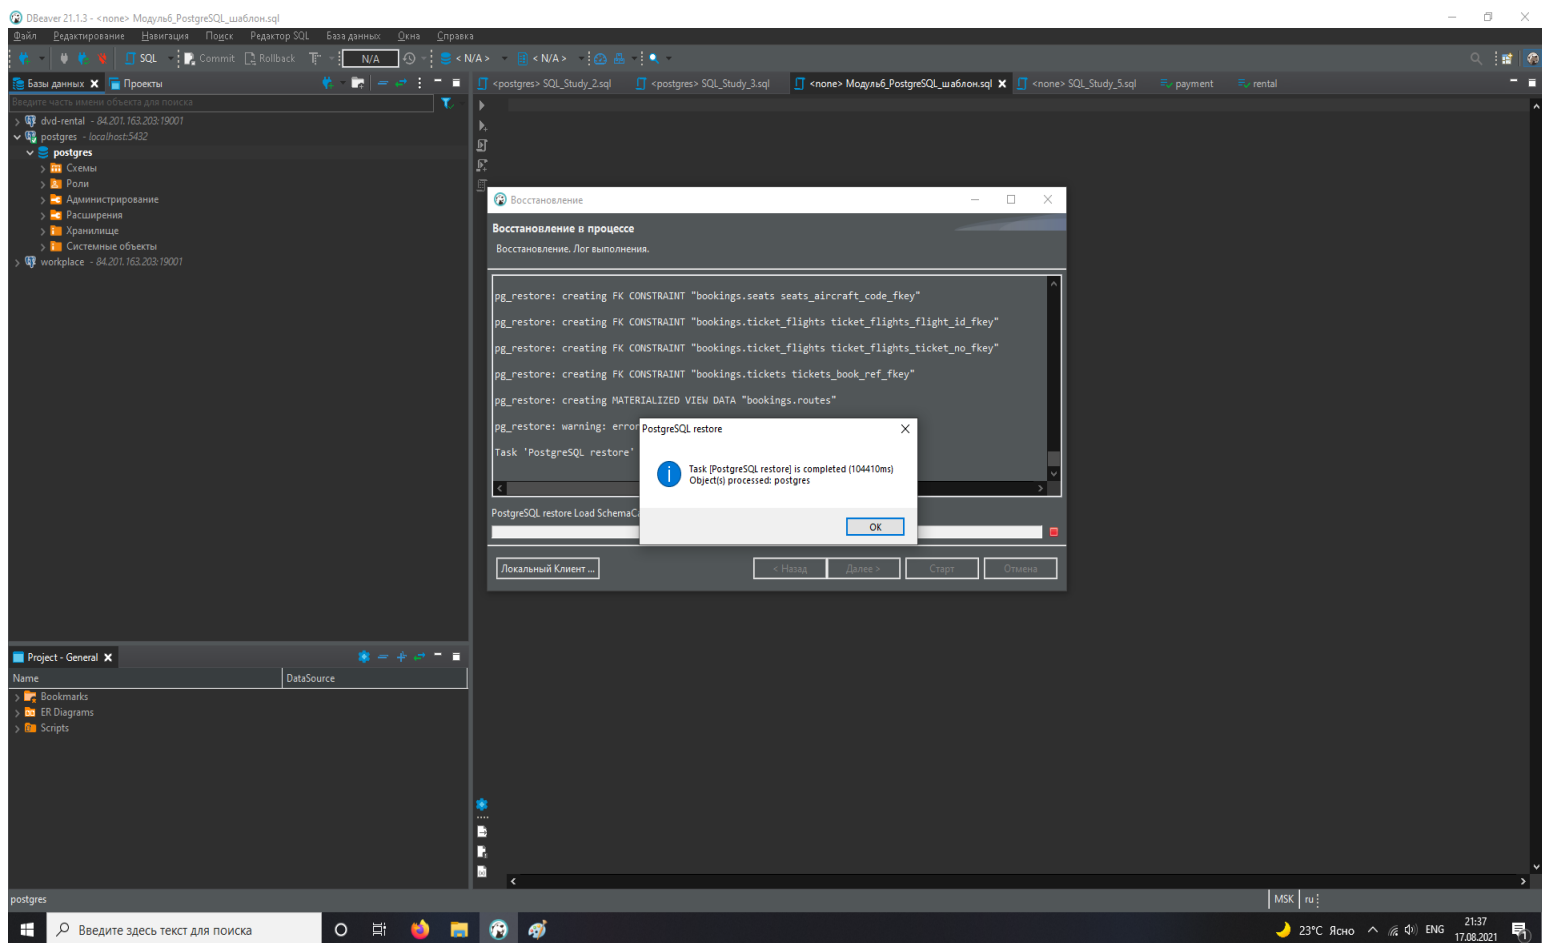 DBeaver 21.1.3 - <none> Модуль6_PostgreSQL_шаблон.sql
Файл Редактирование Навигация Поиск Редактор SQL База данных Окна Справка
SQL Commit Rollback N/A < N/A > < N/A >
Базы данных Проекты
<postgres> SQL_Study_2.sql <postgres> SQL_Study_3.sql <none> Модуль6_PostgreSQL_шаблон.sql <none> SQL_Study_5.sql payment rental
Введите часть имени объекта для поиска
dvd-rental - 84.201.163.203:19001
postgres - localhost:5432
postgres
Схемы
Роли
Администрирование
Расширения
Хранилище
Системные объекты
workplace - 84.201.163.203:19001
Восстановление
Восстановление в процессе
Восстановление. Лог выполнения.
pg_restore: creating FK CONSTRAINT "bookings.seats seats_aircraft_code_fkey"
pg_restore: creating FK CONSTRAINT "bookings.ticket_flights ticket_flights_flight_id_fkey"
pg_restore: creating FK CONSTRAINT "bookings.ticket_flights ticket_flights_ticket_no_fkey"
pg_restore: creating FK CONSTRAINT "bookings.tickets tickets_book_ref_fkey"
pg_restore: creating MATERIALIZED VIEW DATA "bookings.routes"
pg_restore: warning: error
Task 'PostgreSQL restore'
PostgreSQL restore
Task [PostgreSQL restore] is completed (104410ms)
Object(s) processed: postgres
OK
PostgreSQL restore Load SchemaC
Локальный Клиент ... < Назад Далее > Старт Отмена
Project - General
Name DataSource
Bookmarks
ER Diagrams
Scripts
postgres
MSK ru
Введите здесь текст для поиска
23°C Ясно ENG
21:37
17.08.2021